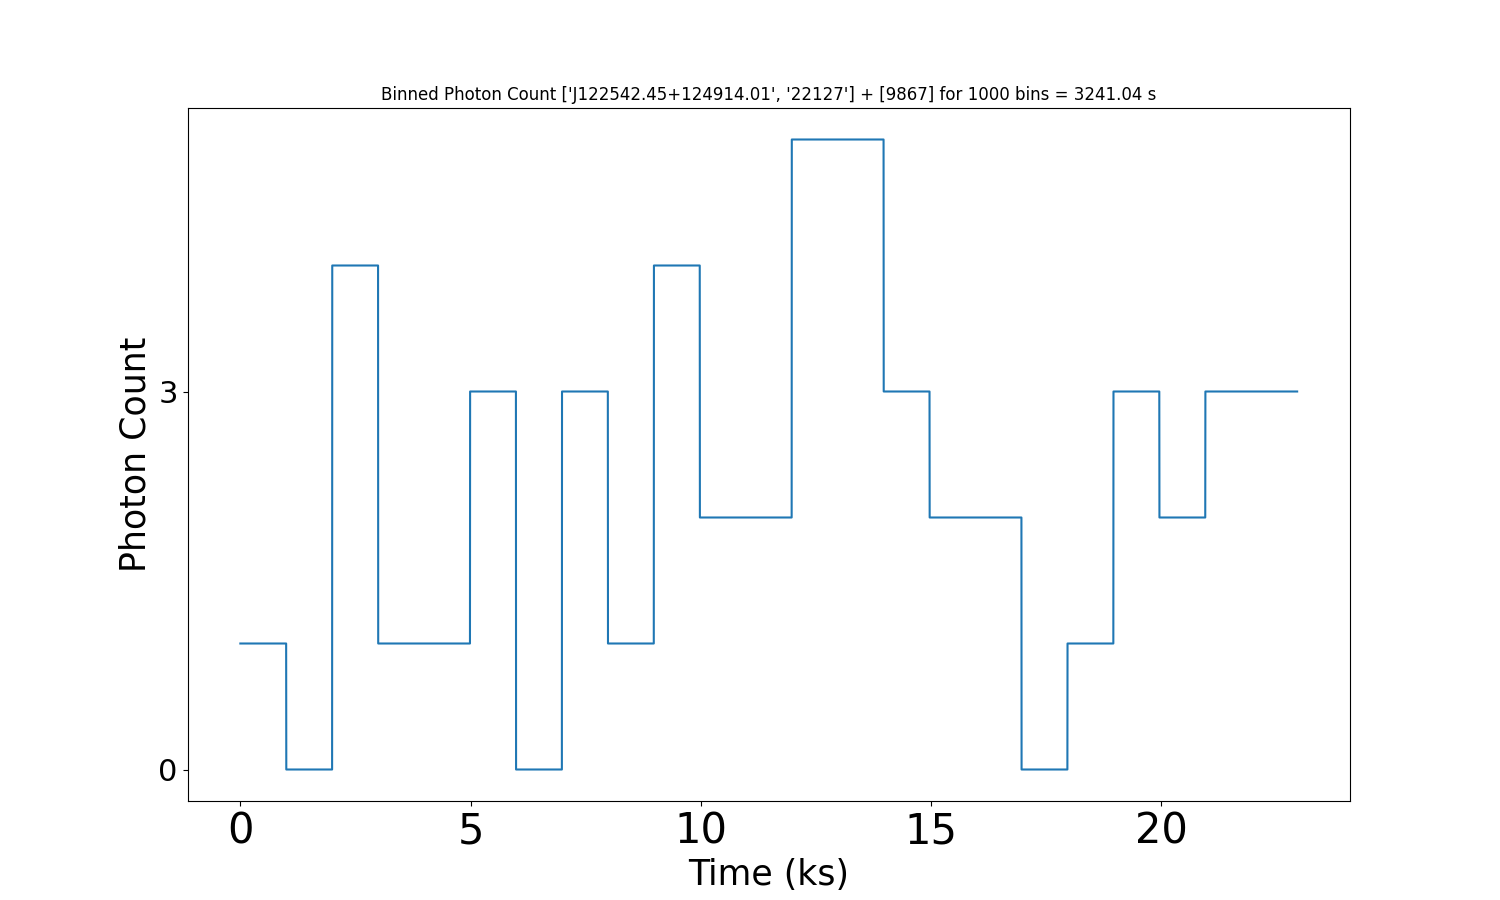 Binned Photon Count ['J122542.45+124914.01', '22127'] + [9867] for 1000 bins = 3241.04 s
Photon Count
3
0
0 5 10 15 20
Time (ks)